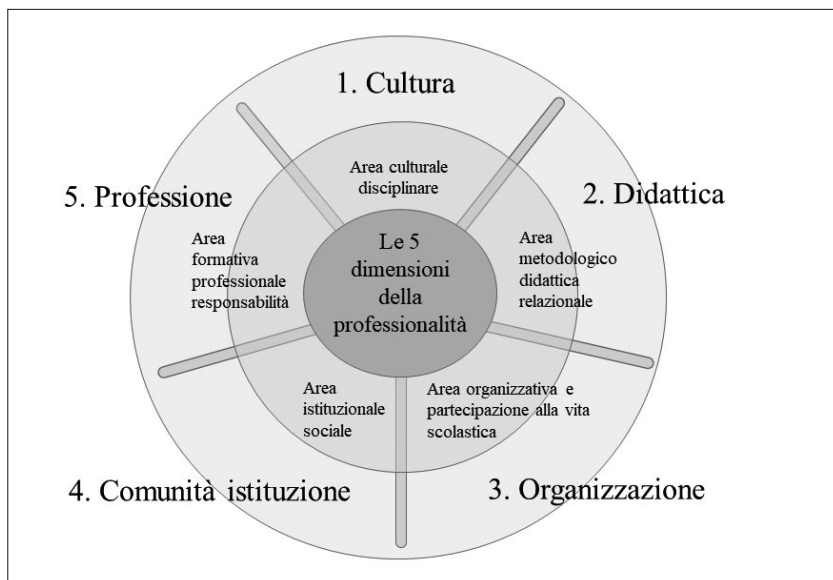 1. Cultura
Area culturale
disciplinare
2. Didattica
Area
metodologico
didattica
relazionale
3. Organizzazione
Area organizzativa e
partecipazione alla vita
scolastica
4. Comunità istituzione
Area
istituzionale
sociale
5. Professione
Area
formativa
professionale
responsabilità
Le 5
dimensioni
della
professionalità